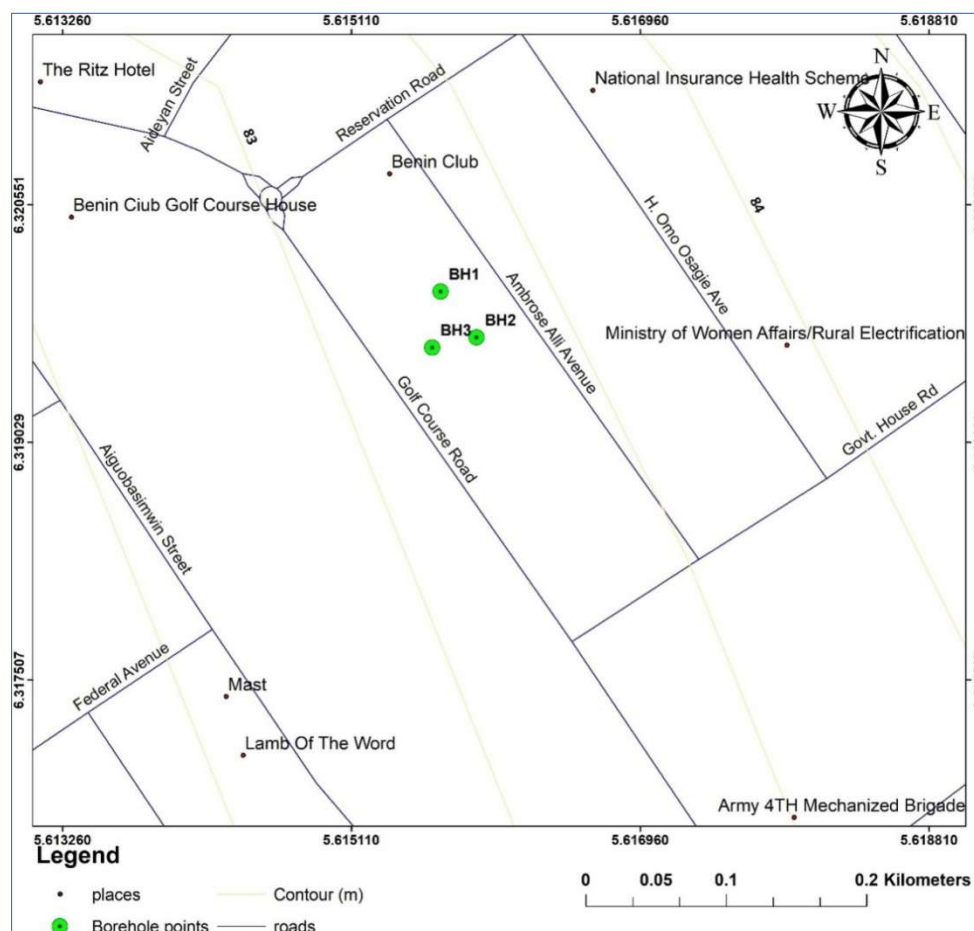 5.613260 5.615110 5.616960 5.618810
The Ritz Hotel
Aideyan Street
Reservation Road
National Insurance Health Scheme
N
W E
S
83
Benin Club
6.320551
Benin Ciub Golf Course House
84
H. Omo Osagie Ave
BH1
Ambrose Alli Avenue
BH3 BH2
Ministry of Women Affairs/Rural Electrification
Golf Course Road
Govt. House Rd
6.319029
Aiguobasimwin Street
6.317507
Federal Avenue
Mast
Lamb Of The Word
Army 4TH Mechanized Brigade
5.613260 5.615110 5.616960 5.618810
Legend
places Contour (m)
Borehole points roads
0 0.05 0.1 0.2 Kilometers